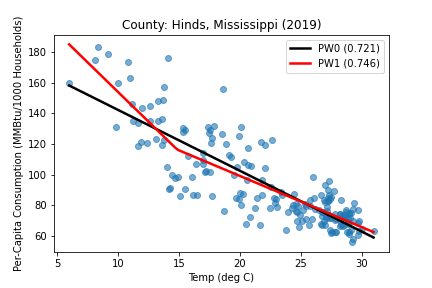 County: Hinds, Mississippi (2019)
Per-Capita Consumption (MMBtu/1000 Households)
180
160
140
120
100
80
60
PW0 (0.721)
PW1 (0.746)
5 10 15 20 25 30
Temp (deg C)